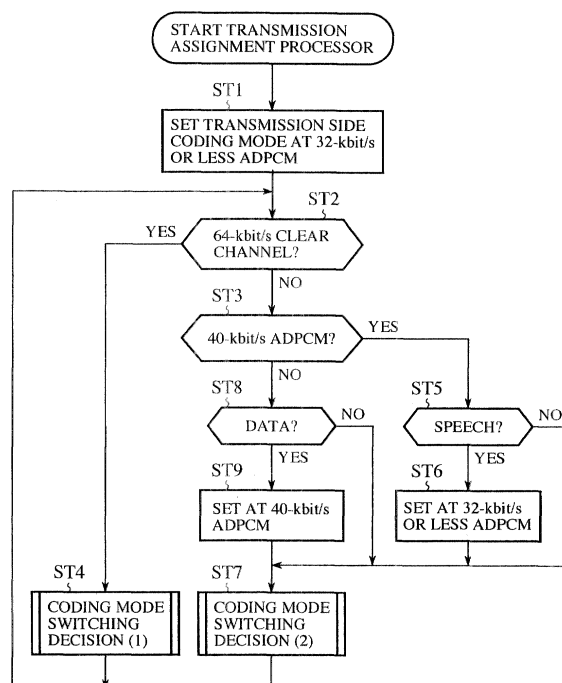 START TRANSMISSION
ASSIGNMENT PROCESSOR
ST1
SET TRANSMISSION SIDE
CODING MODE AT 32-kbit/s
OR LESS ADPCM
ST2
YES
64-kbit/s CLEAR
CHANNEL?
NO
ST3
40-kbit/s ADPCM?
YES
NO
ST8
DATA?
NO
ST5
SPEECH?
NO
YES
YES
ST9
SET AT 40-kbit/s
ADPCM
ST6
SET AT 32-kbit/s
OR LESS ADPCM
ST4
CODING MODE
SWITCHING
DECISION (1)
ST7
CODING MODE
SWITCHING
DECISION (2)